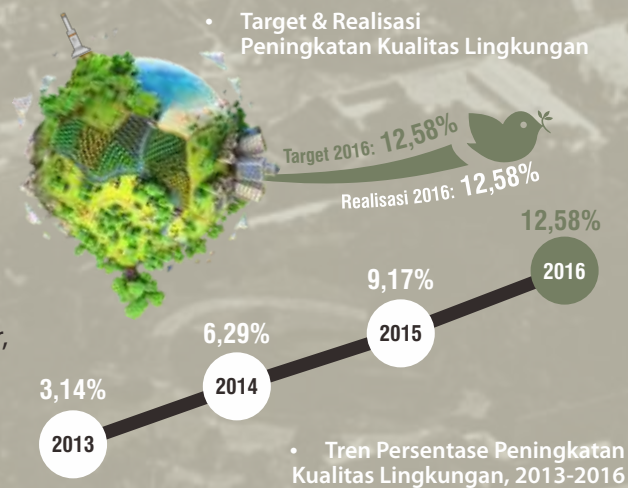 • Target & Realisasi
Peningkatan Kualitas Lingkungan
Target 2016: 12,58%
Realisasi 2016: 12,58%
12,58%
2016
9,17%
2015
6,29%
2014
3,14%
2013
• Tren Persentase Peningkatan
Kualitas Lingkungan, 2013-2016